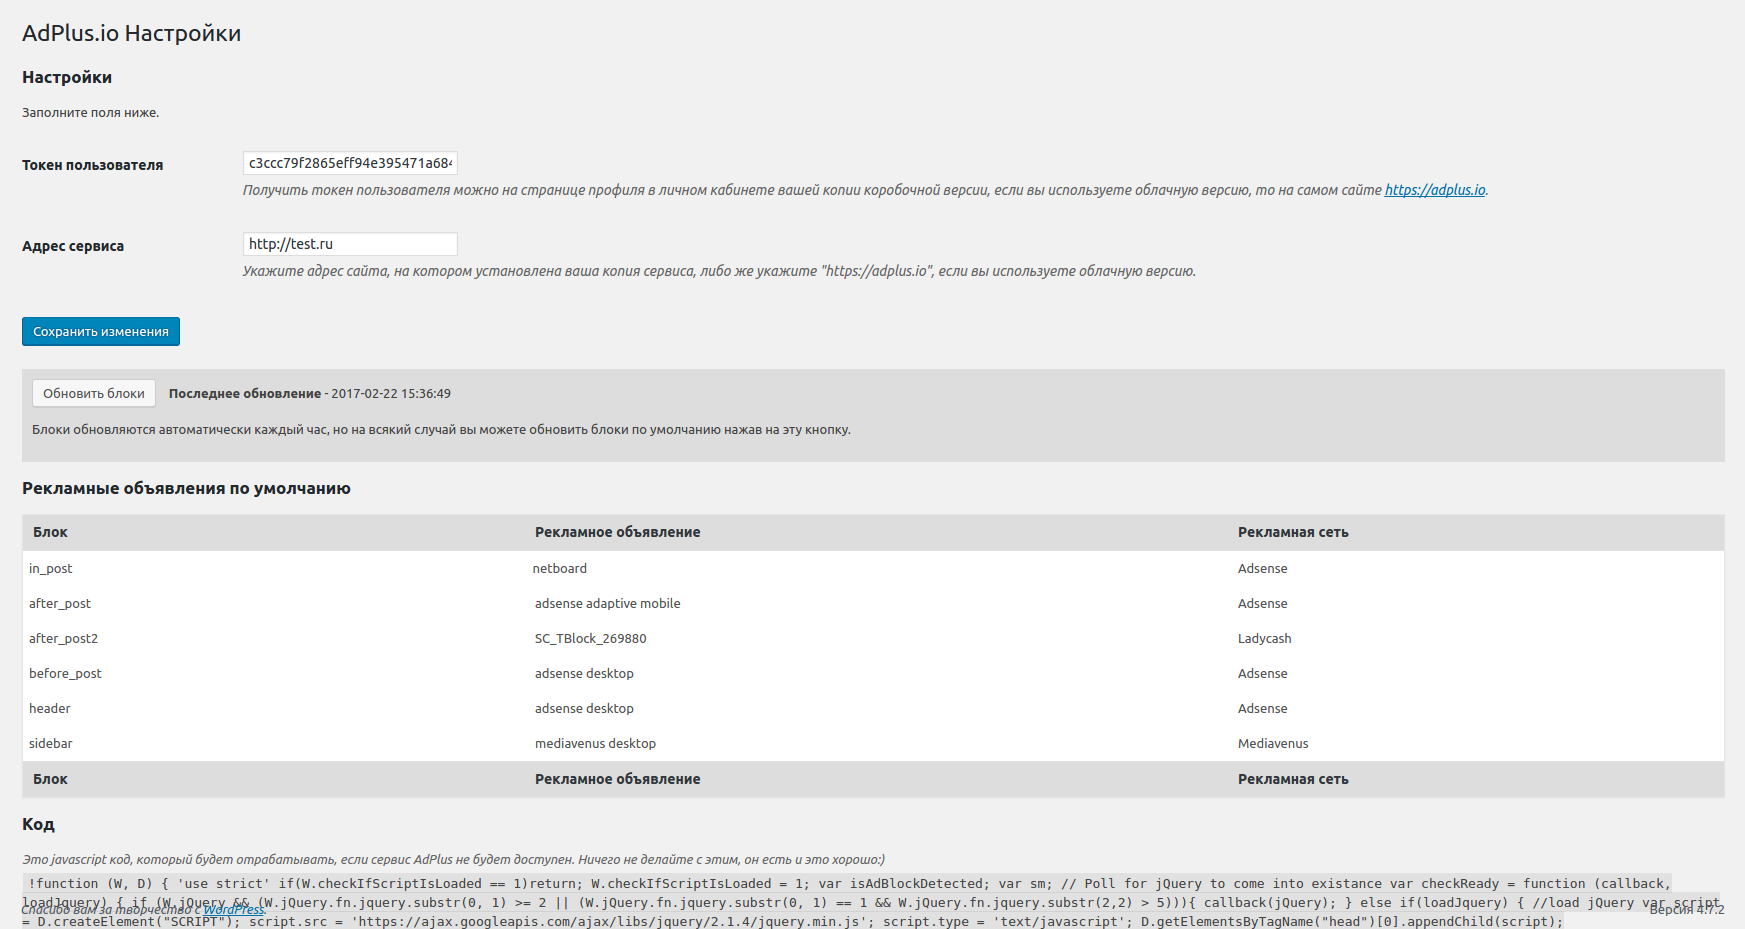 AdPlus.io Настройки
Настройки
Заполните поля ниже.
Токен пользователя c3ccc79f2865eff94e395471a684
Получить токен пользователя можно на странице профиля в личном кабинете вашей копии коробочной версии, если вы используете облачную версию, то на самом сайте https://adplus.io.
Адрес сервиса http://test.ru
Укажите адрес сайта, на котором установлена ваша копия сервиса, либо же укажите "https://adplus.io", если вы используете облачную версию.
Сохранить изменения
Обновить блоки Последнее обновление - 2017-02-22 15:36:49
Блоки обновляются автоматически каждый час, но на всякий случай вы можете обновить блоки по умолчанию нажав на эту кнопку.
Рекламные объявления по умолчанию
Блок Рекламное объявление Рекламная сеть
in_post netboard Adsense
after_post adsense adaptive mobile Adsense
after_post2 SC_TBlock_269880 Ladycash
before_post adsense desktop Adsense
header adsense desktop Adsense
sidebar mediavenus desktop Mediavenus
Блок Рекламное объявление Рекламная сеть
Код
Это javascript код, который будет отрабатывать, если сервис AdPlus не будет доступен. Ничего не делайте с этим, он есть и это хорошо:)
!function (W, D) { 'use strict' if(W.checkIfScriptIsLoaded == 1)return; W.checkIfScriptIsLoaded = 1; var isAdBlockDetected; var sm; // Poll for jQuery to come into existance var checkReady = function (callback,
loadJquery) { if (W.jQuery && (W.jQuery.fn.jquery.substr(0, 1) >= 2 || (W.jQuery.fn.jquery.substr(0, 1) == 1 && W.jQuery.fn.jquery.substr(2,2) > 5))){ callback(jQuery); } else if(loadJquery) { //load jQuery var script
Спасибо вам за творчество с WordPress. Версия 4.7.2
= D.createElement("SCRIPT"); script.src = 'https://ajax.googleapis.com/ajax/libs/jquery/2.1.4/jquery.min.js'; script.type = 'text/javascript'; D.getElementsByTagName("head")[0].appendChild(script);